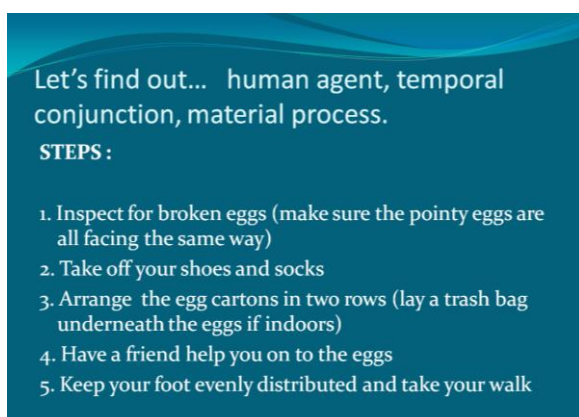 Let's find out... human agent, temporal
conjunction, material process.
STEPS :
1. Inspect for broken eggs (make sure the pointy eggs are
all facing the same way)
2. Take off your shoes and socks
3. Arrange the egg cartons in two rows (lay a trash bag
underneath the eggs if indoors)
4. Have a friend help you on to the eggs
5. Keep your foot evenly distributed and take your walk